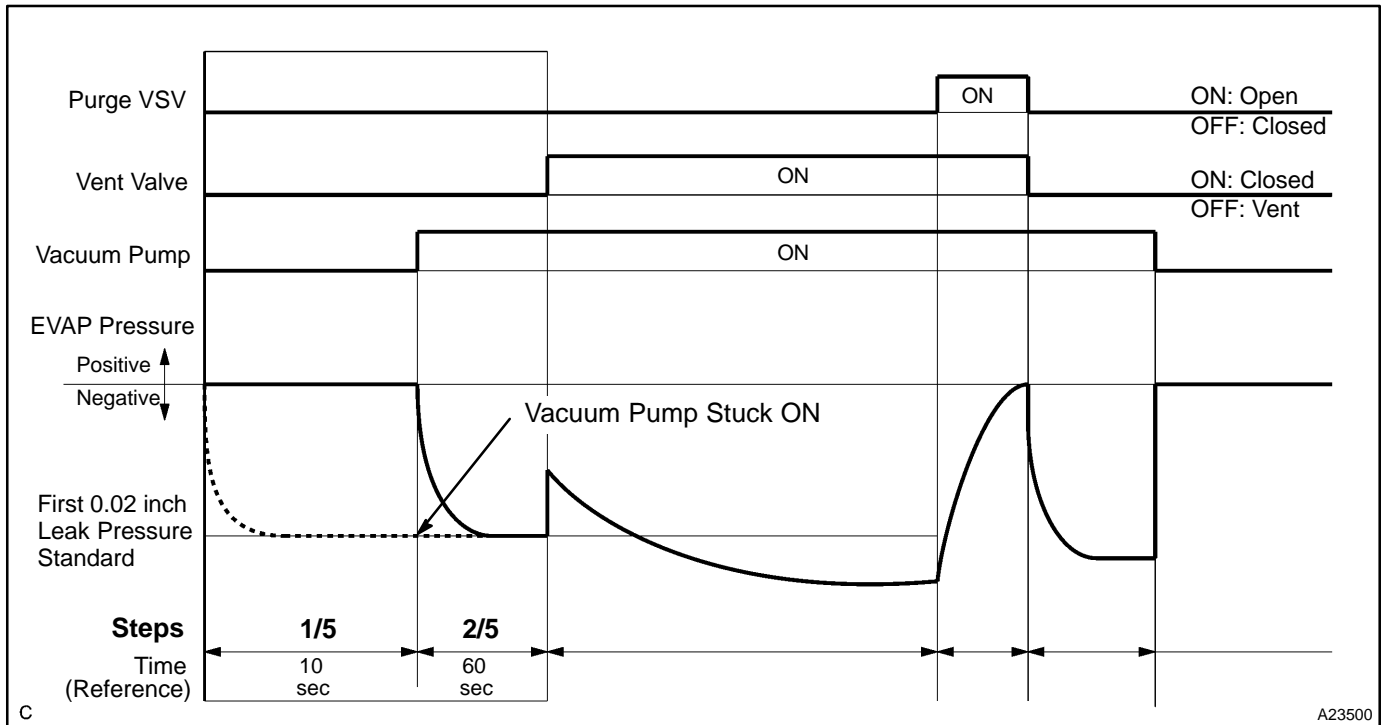 Purge VSV
ON
ON: Open
OFF: Closed
Vent Valve
ON
ON: Closed
OFF: Vent
Vacuum Pump
ON
EVAP Pressure
Positive
Negative
Vacuum Pump Stuck ON
First 0.02 inch
Leak Pressure
Standard
Steps 1/5 2/5
Time
(Reference)
10
sec
60
sec
C
A23500